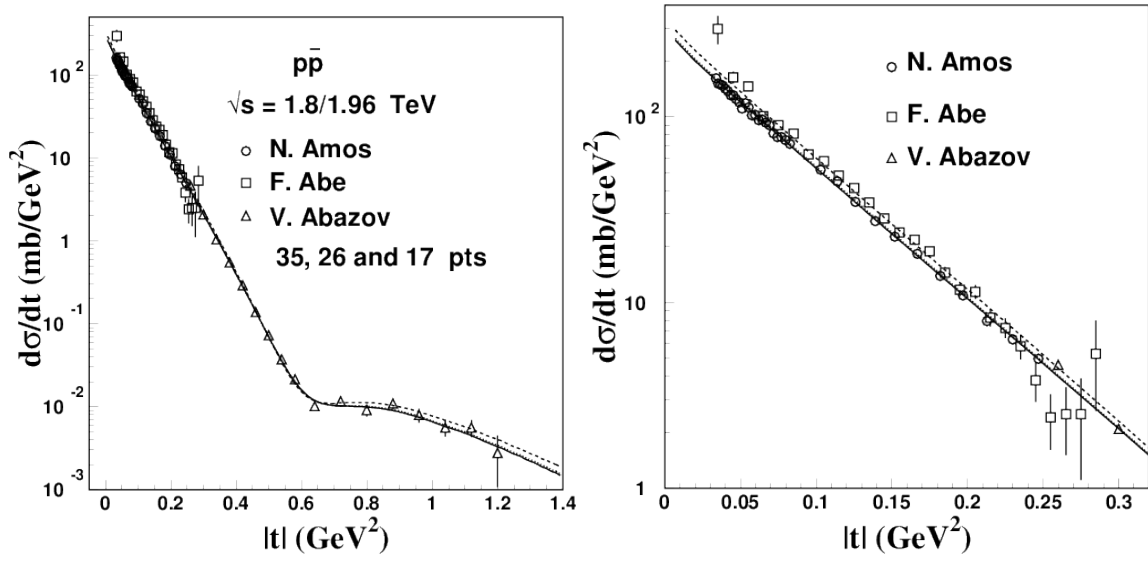 10²
10
1
10⁻¹
10⁻²
10⁻³
dσ/dt (mb/GeV²)
pp̄
√s = 1.8/1.96 TeV
N. Amos
F. Abe
V. Abazov
35, 26 and 17 pts
0 0.2 0.4 0.6 0.8 1 1.2 1.4
|t| (GeV²)
10²
10
1
dσ/dt (mb/GeV²)
N. Amos
F. Abe
V. Abazov
0 0.05 0.1 0.15 0.2 0.25 0.3
|t| (GeV²)